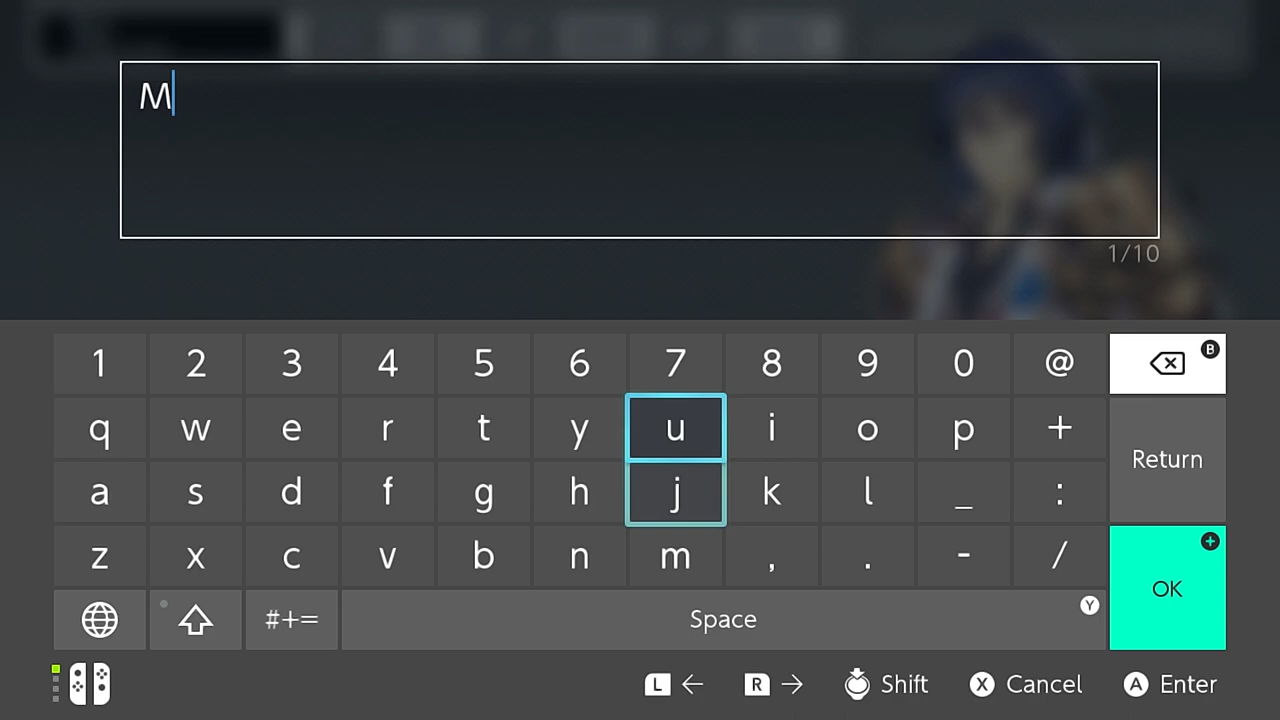 M
1/10
1 2 3 4 5 6 7 8 9 0 @ B
q w e r t y u i o p +
Return
a s d f g h j k l _ :
z x c v b n m , . - / +
OK
#+= Space Y
L ← R → Shift X Cancel A Enter